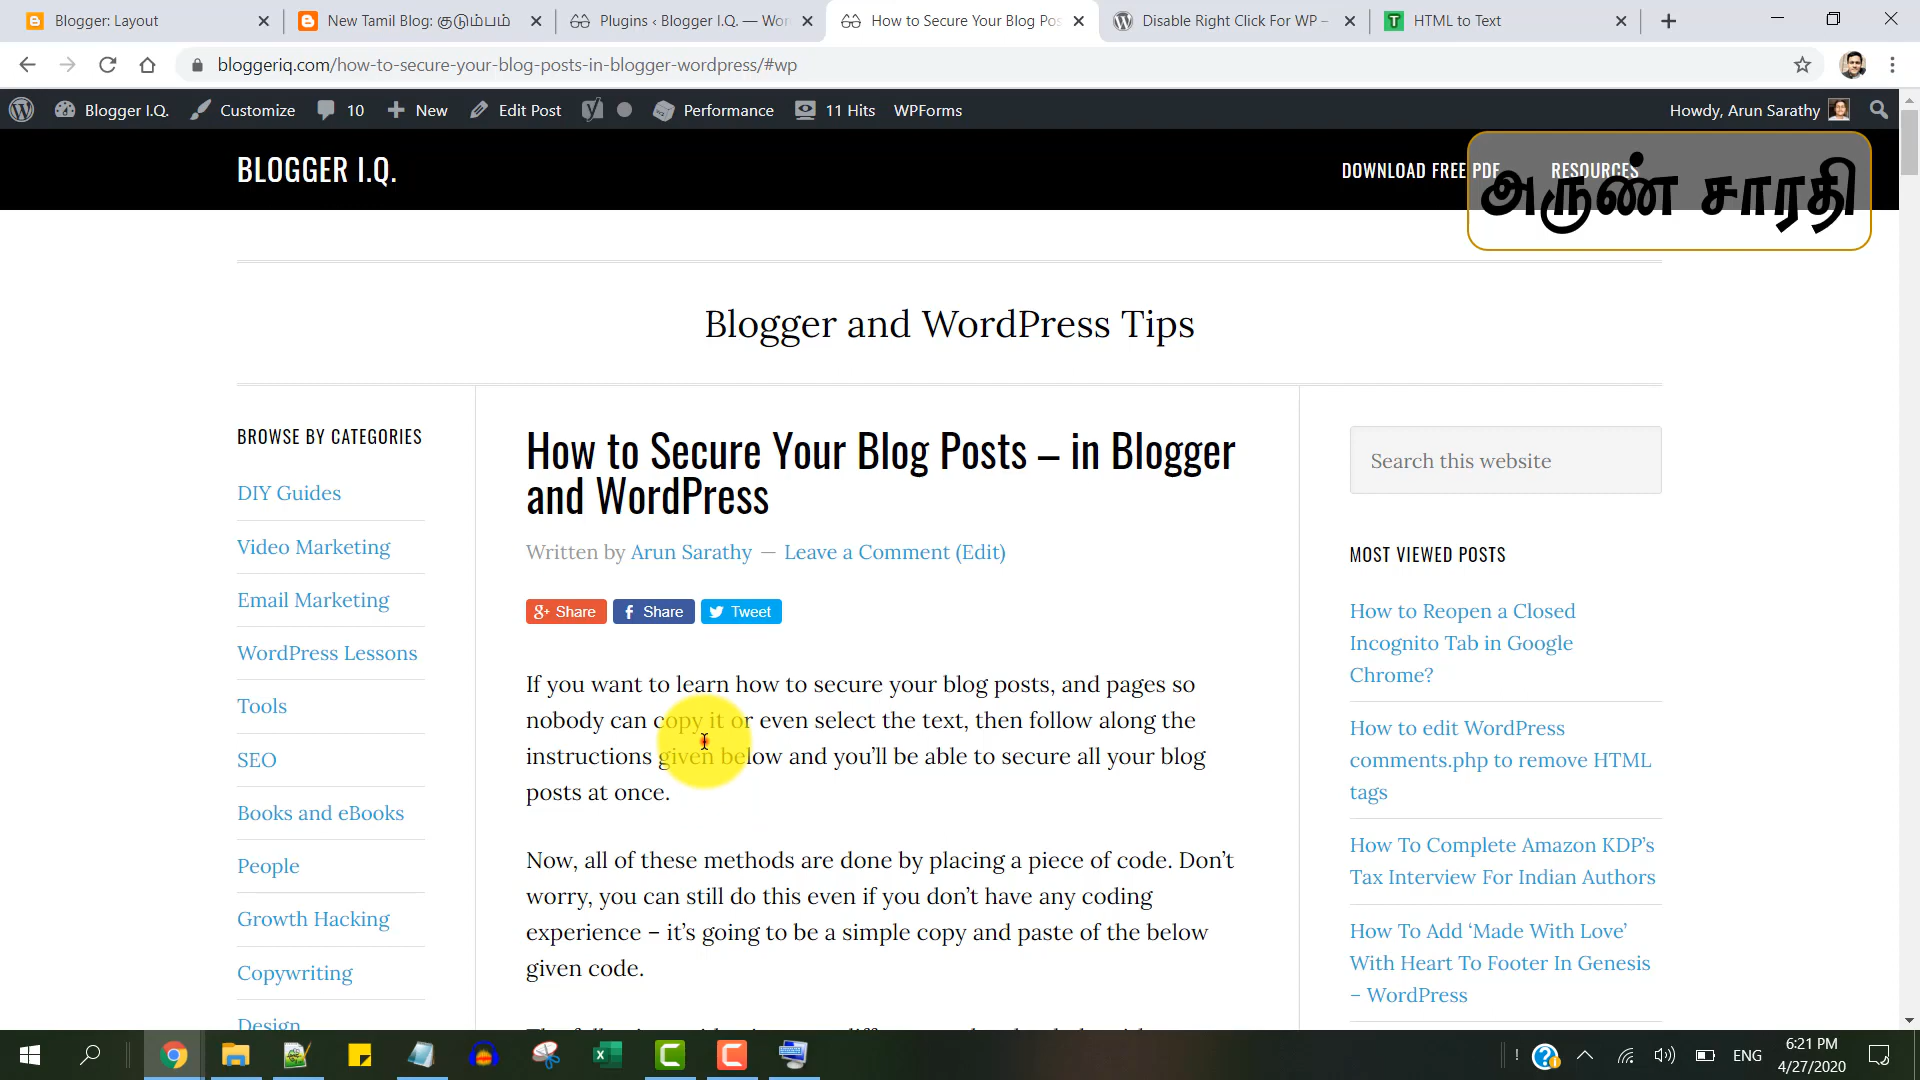 Blogger: Layout
New Tamil Blog: குடும்பம்
Plugins ‹ Blogger I.Q. — Wor
How to Secure Your Blog Pos
Disable Right Click For WP –
HTML to Text
bloggeriq.com/how-to-secure-your-blog-posts-in-blogger-wordpress/#wp
Blogger I.Q.
Customize
10
New
Edit Post
Performance
11 Hits
WPForms
Howdy, Arun Sarathy
BLOGGER I.Q.
DOWNLOAD FREE PDF
RESOURCES
அருண் சாரதி
Blogger and WordPress Tips
BROWSE BY CATEGORIES
DIY Guides
Video Marketing
Email Marketing
WordPress Lessons
Tools
SEO
Books and eBooks
People
Growth Hacking
Copywriting
Design
How to Secure Your Blog Posts – in Blogger
and WordPress
Written by Arun Sarathy — Leave a Comment (Edit)
g+ Share
f Share
Tweet
If you want to learn how to secure your blog posts, and pages so
nobody can copy it or even select the text, then follow along the
instructions given below and you’ll be able to secure all your blog
posts at once.
Now, all of these methods are done by placing a piece of code. Don’t
worry, you can still do this even if you don’t have any coding
experience – it’s going to be a simple copy and paste of the below
given code.
Search this website
MOST VIEWED POSTS
How to Reopen a Closed
Incognito Tab in Google
Chrome?
How to edit WordPress
comments.php to remove HTML
tags
How To Complete Amazon KDP’s
Tax Interview For Indian Authors
How To Add ‘Made With Love’
With Heart To Footer In Genesis
– WordPress
ENG
6:21 PM
4/27/2020